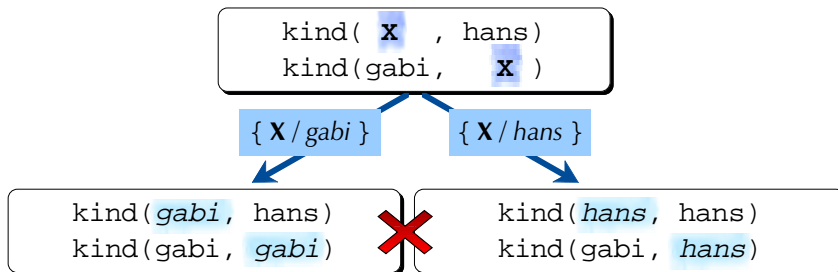 kind( X , hans)
kind(gabi, X )
{ X / gabi }
{ X / hans }
kind(gabi, hans)
kind(gabi, gabi)
kind(hans, hans)
kind(gabi, hans)